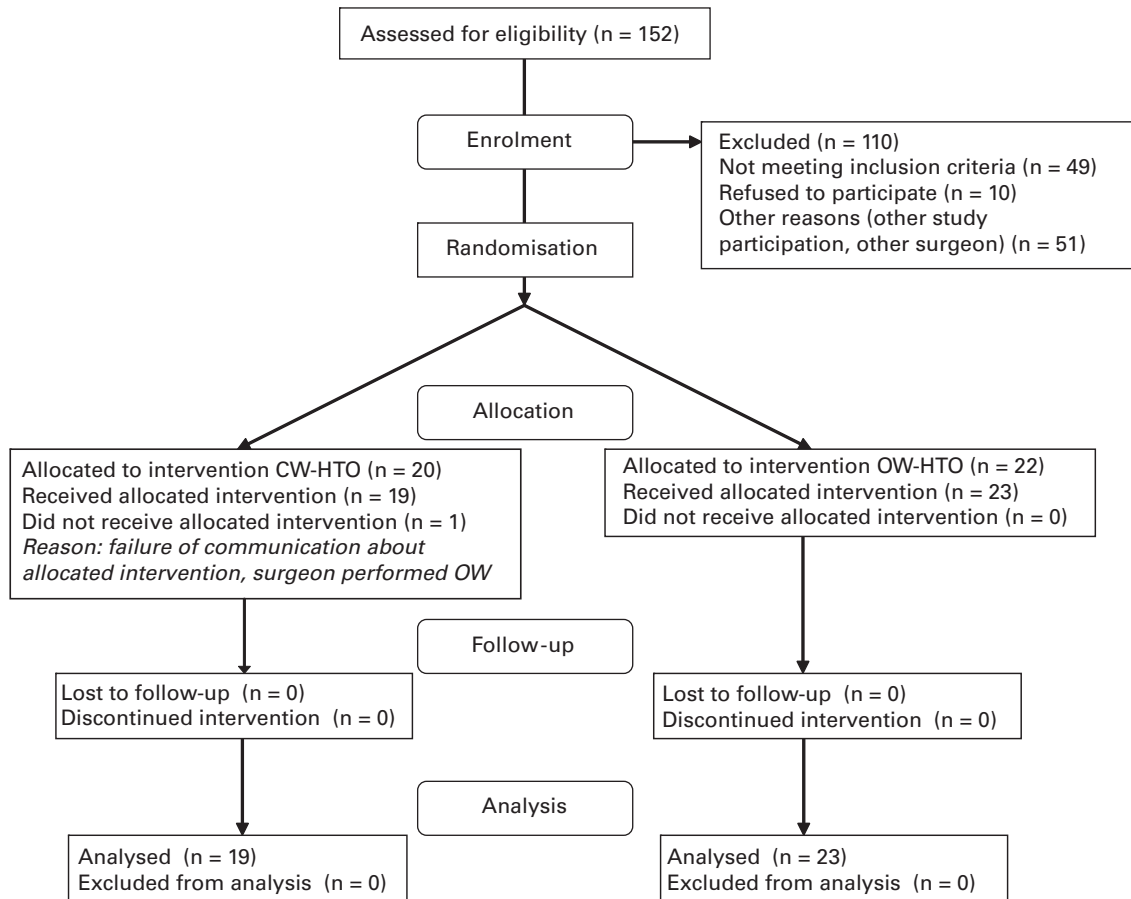 Assessed for eligibility (n = 152)
Enrolment
Excluded (n = 110)
Not meeting inclusion criteria (n = 49)
Refused to participate (n = 10)
Other reasons (other study
participation, other surgeon) (n = 51)
Randomisation
Allocation
Allocated to intervention CW-HTO (n = 20)
Received allocated intervention (n = 19)
Did not receive allocated intervention (n = 1)
Reason: failure of communication about
allocated intervention, surgeon performed OW
Allocated to intervention OW-HTO (n = 22)
Received allocated intervention (n = 23)
Did not receive allocated intervention (n = 0)
Follow-up
Lost to follow-up (n = 0)
Discontinued intervention (n = 0)
Lost to follow-up (n = 0)
Discontinued intervention (n = 0)
Analysis
Analysed (n = 19)
Excluded from analysis (n = 0)
Analysed (n = 23)
Excluded from analysis (n = 0)